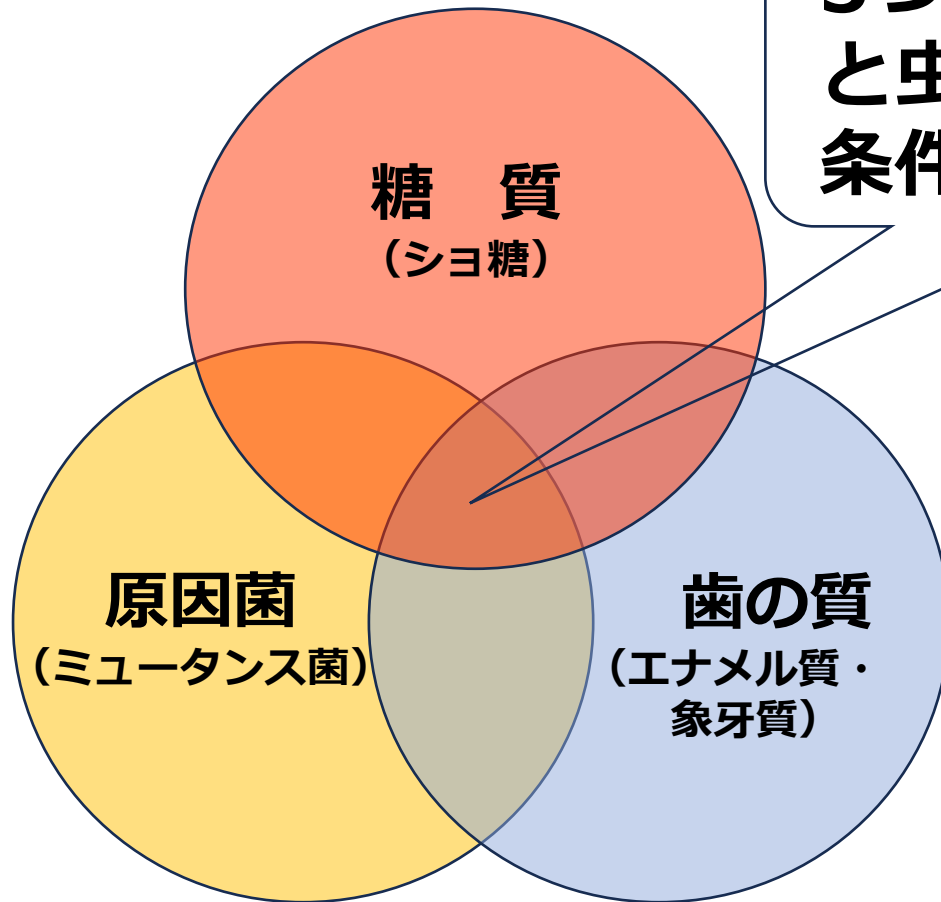 と虫
条件
糖　質
（ショ糖）
原因菌
（ミュータンス菌）
歯の質
（エナメル質・
象牙質）